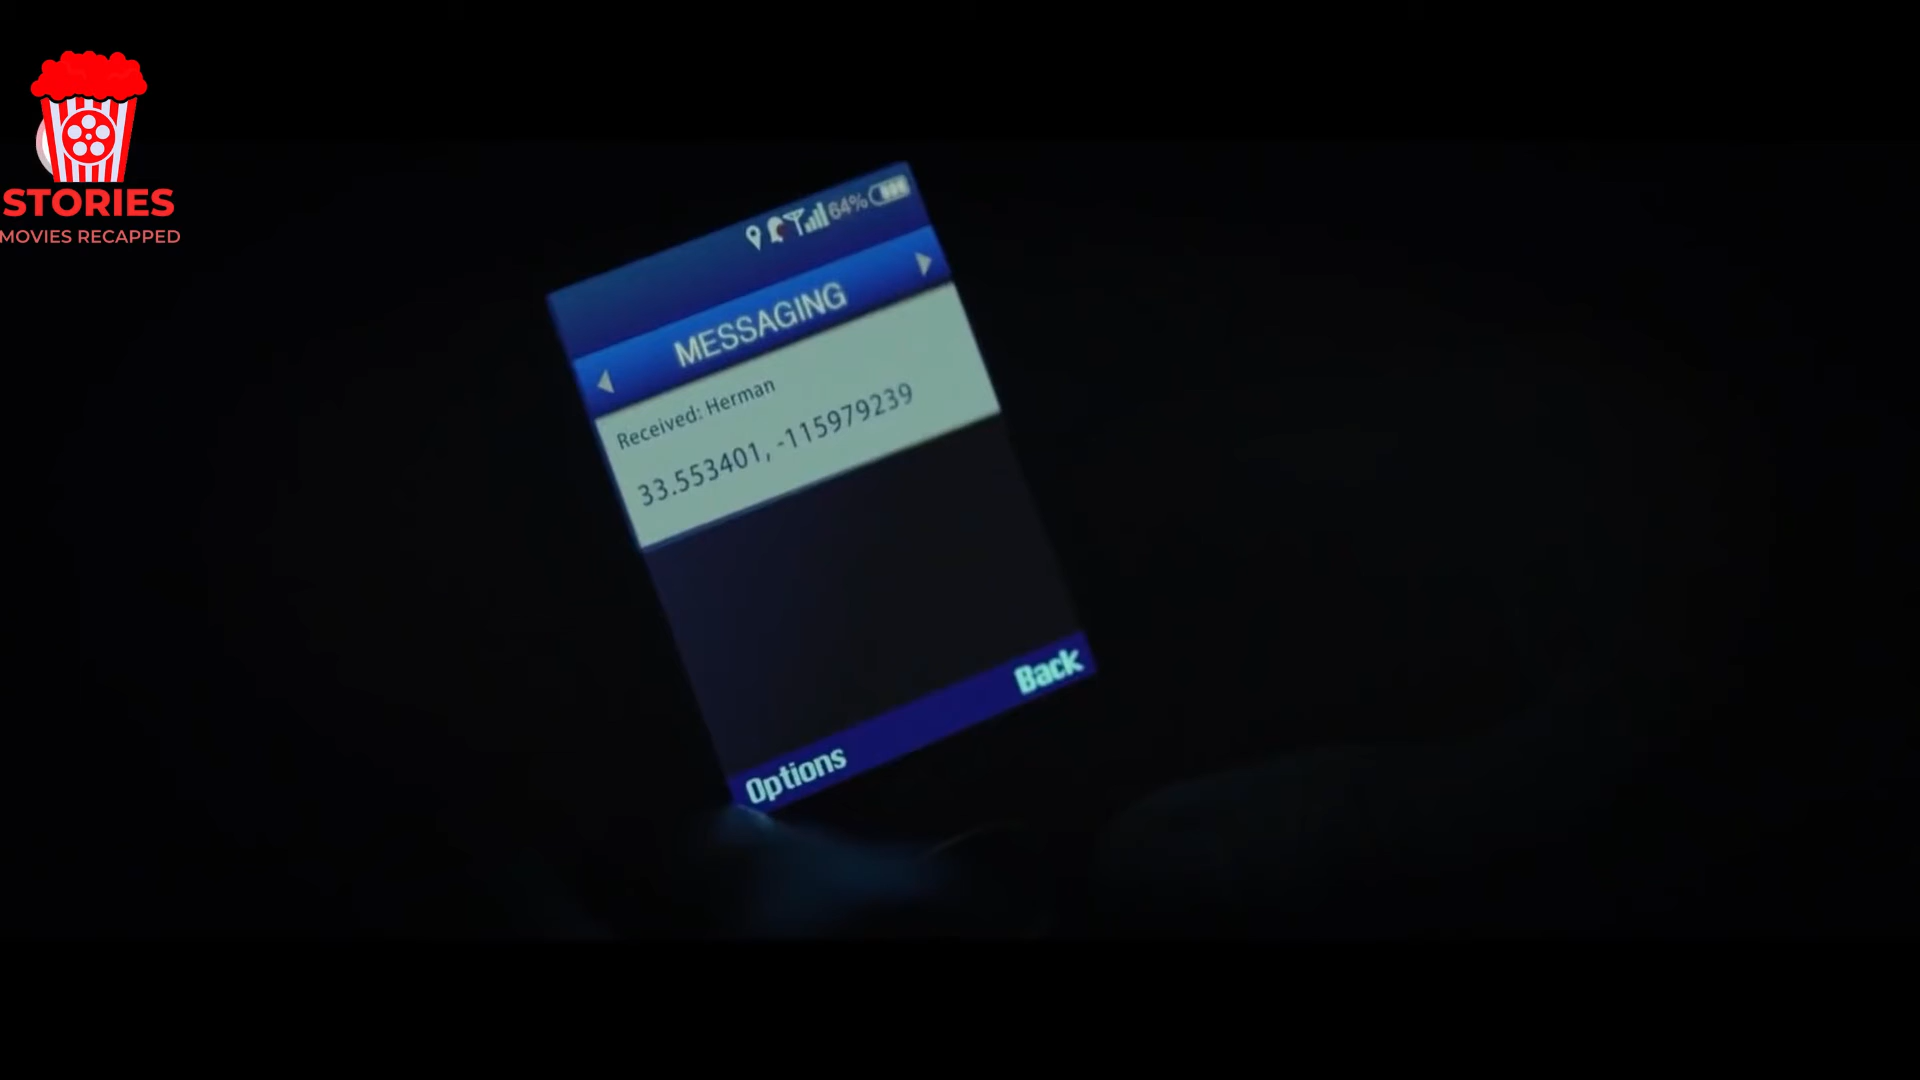 STORIES
MOVIES RECAPPED
64%
MESSAGING
Received: Herman
33.553401, -115979239
Back
Options